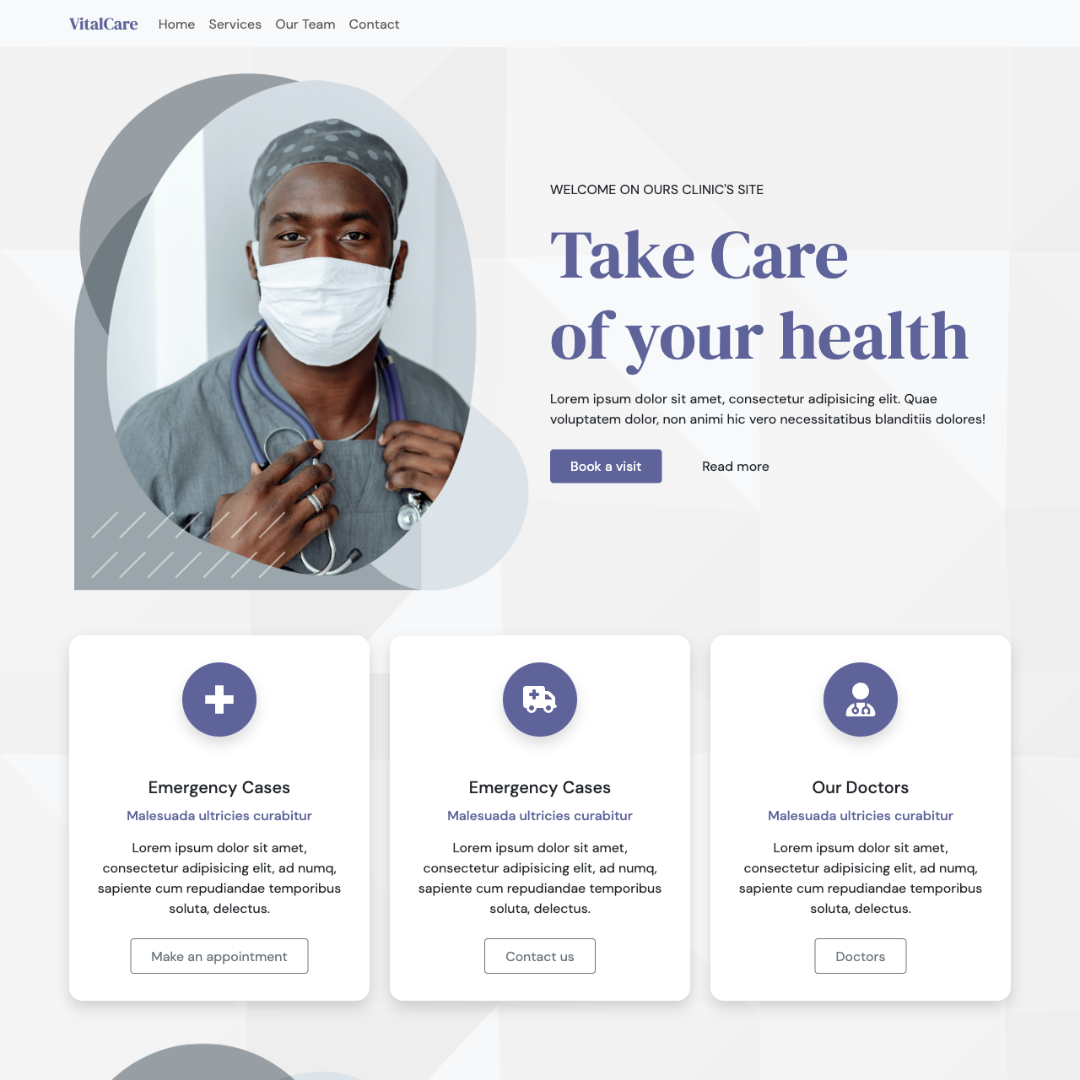 VitalCare Home Services Our Team Contact
WELCOME ON OURS CLINIC'S SITE
Take Care
of your health
Lorem ipsum dolor sit amet, consectetur adipisicing elit. Quae
voluptatem dolor, non animi hic vero necessitatibus blanditiis dolores!
Book a visit Read more
Emergency Cases
Malesuada ultricies curabitur
Lorem ipsum dolor sit amet,
consectetur adipisicing elit, ad numq,
sapiente cum repudiandae temporibus
soluta, delectus.
Make an appointment
Emergency Cases
Malesuada ultricies curabitur
Lorem ipsum dolor sit amet,
consectetur adipisicing elit, ad numq,
sapiente cum repudiandae temporibus
soluta, delectus.
Contact us
Our Doctors
Malesuada ultricies curabitur
Lorem ipsum dolor sit amet,
consectetur adipisicing elit, ad numq,
sapiente cum repudiandae temporibus
soluta, delectus.
Doctors